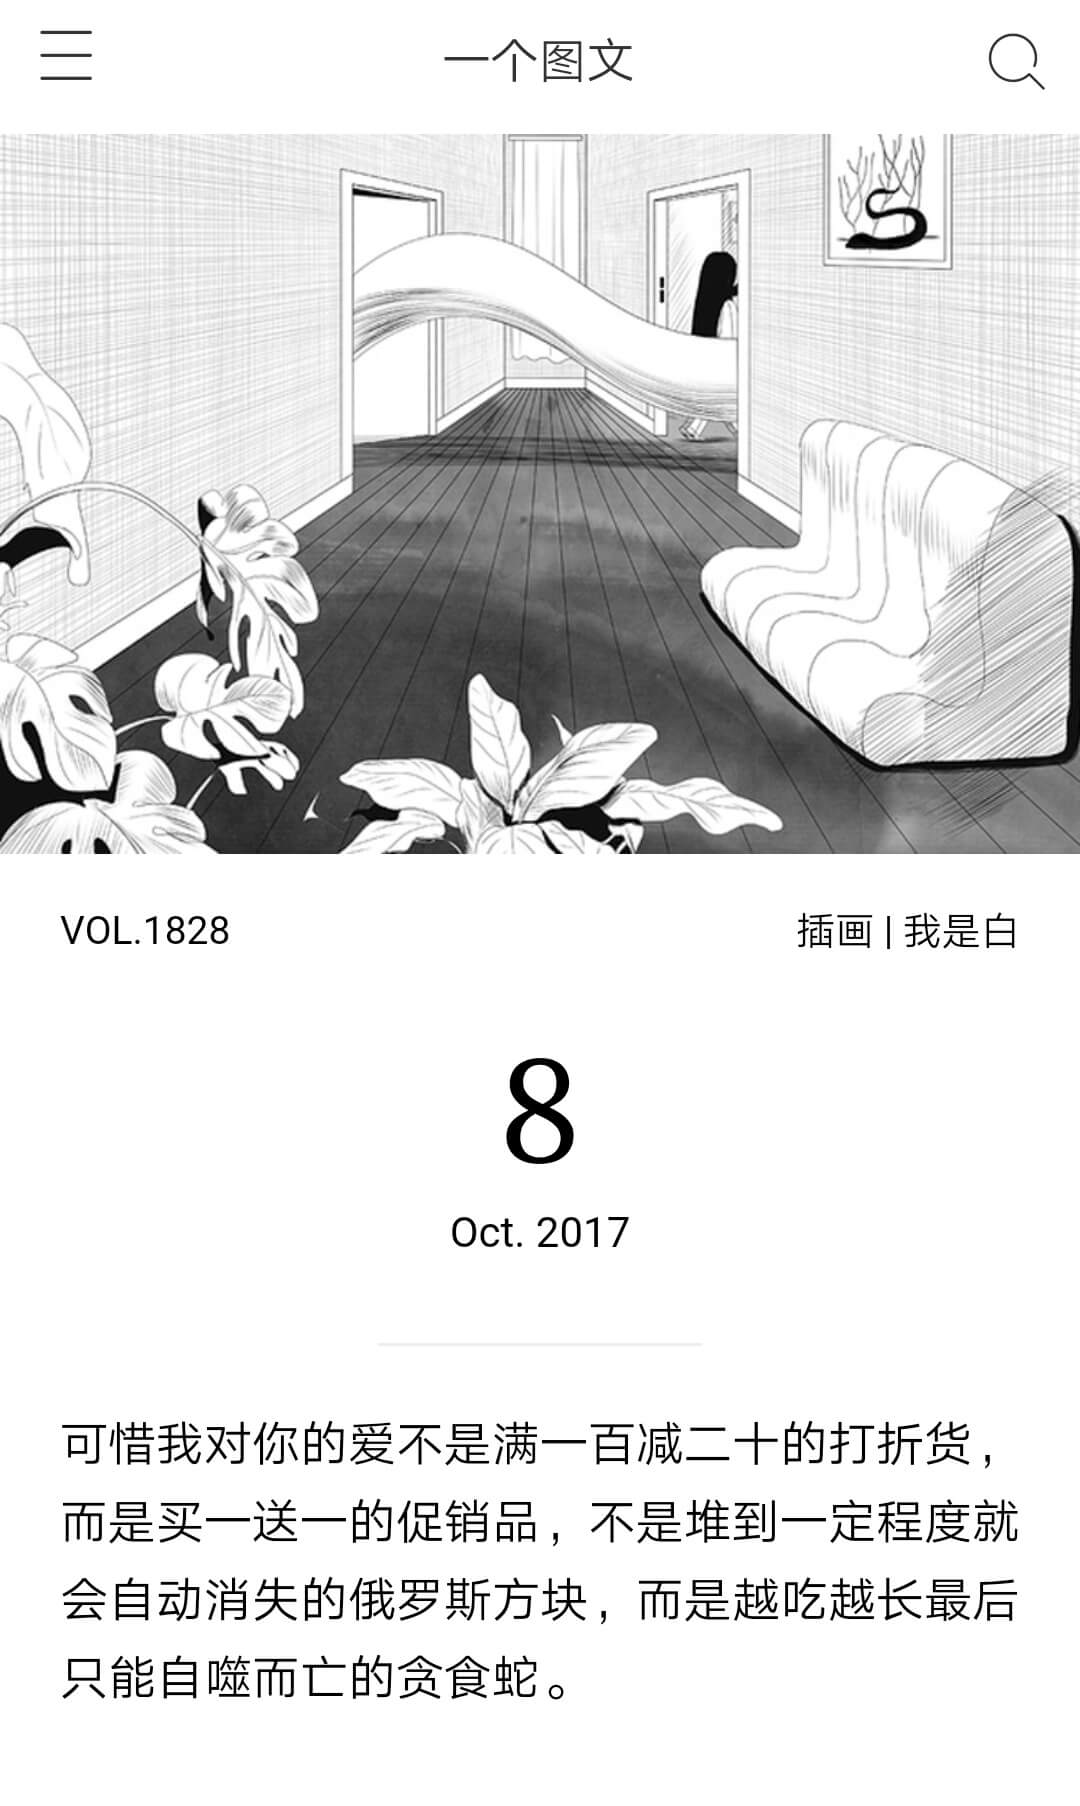 一个图文
VOL.1828
插画 | 我是白
8
Oct. 2017
可惜我对你的爱不是满一百减二十的打折货，
而是买一送一的促销品，不是堆到一定程度就
会自动消失的俄罗斯方块，而是越吃越长最后
只能自噬而亡的贪食蛇。